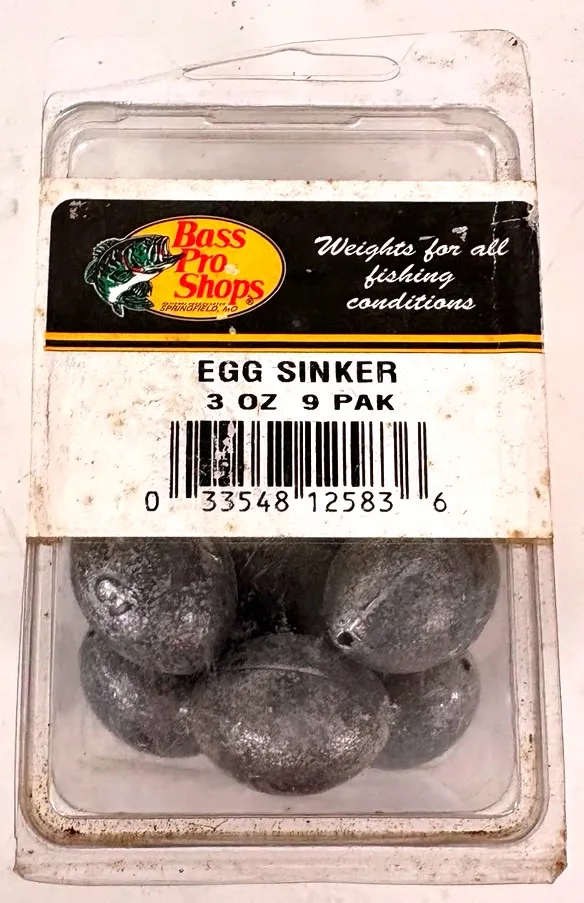 Bass
Pro
Shops®
SPRINGFIELD, MO
Weights for all
fishing
conditions
EGG SINKER
3 OZ 9 PAK
0 33548 12583 6